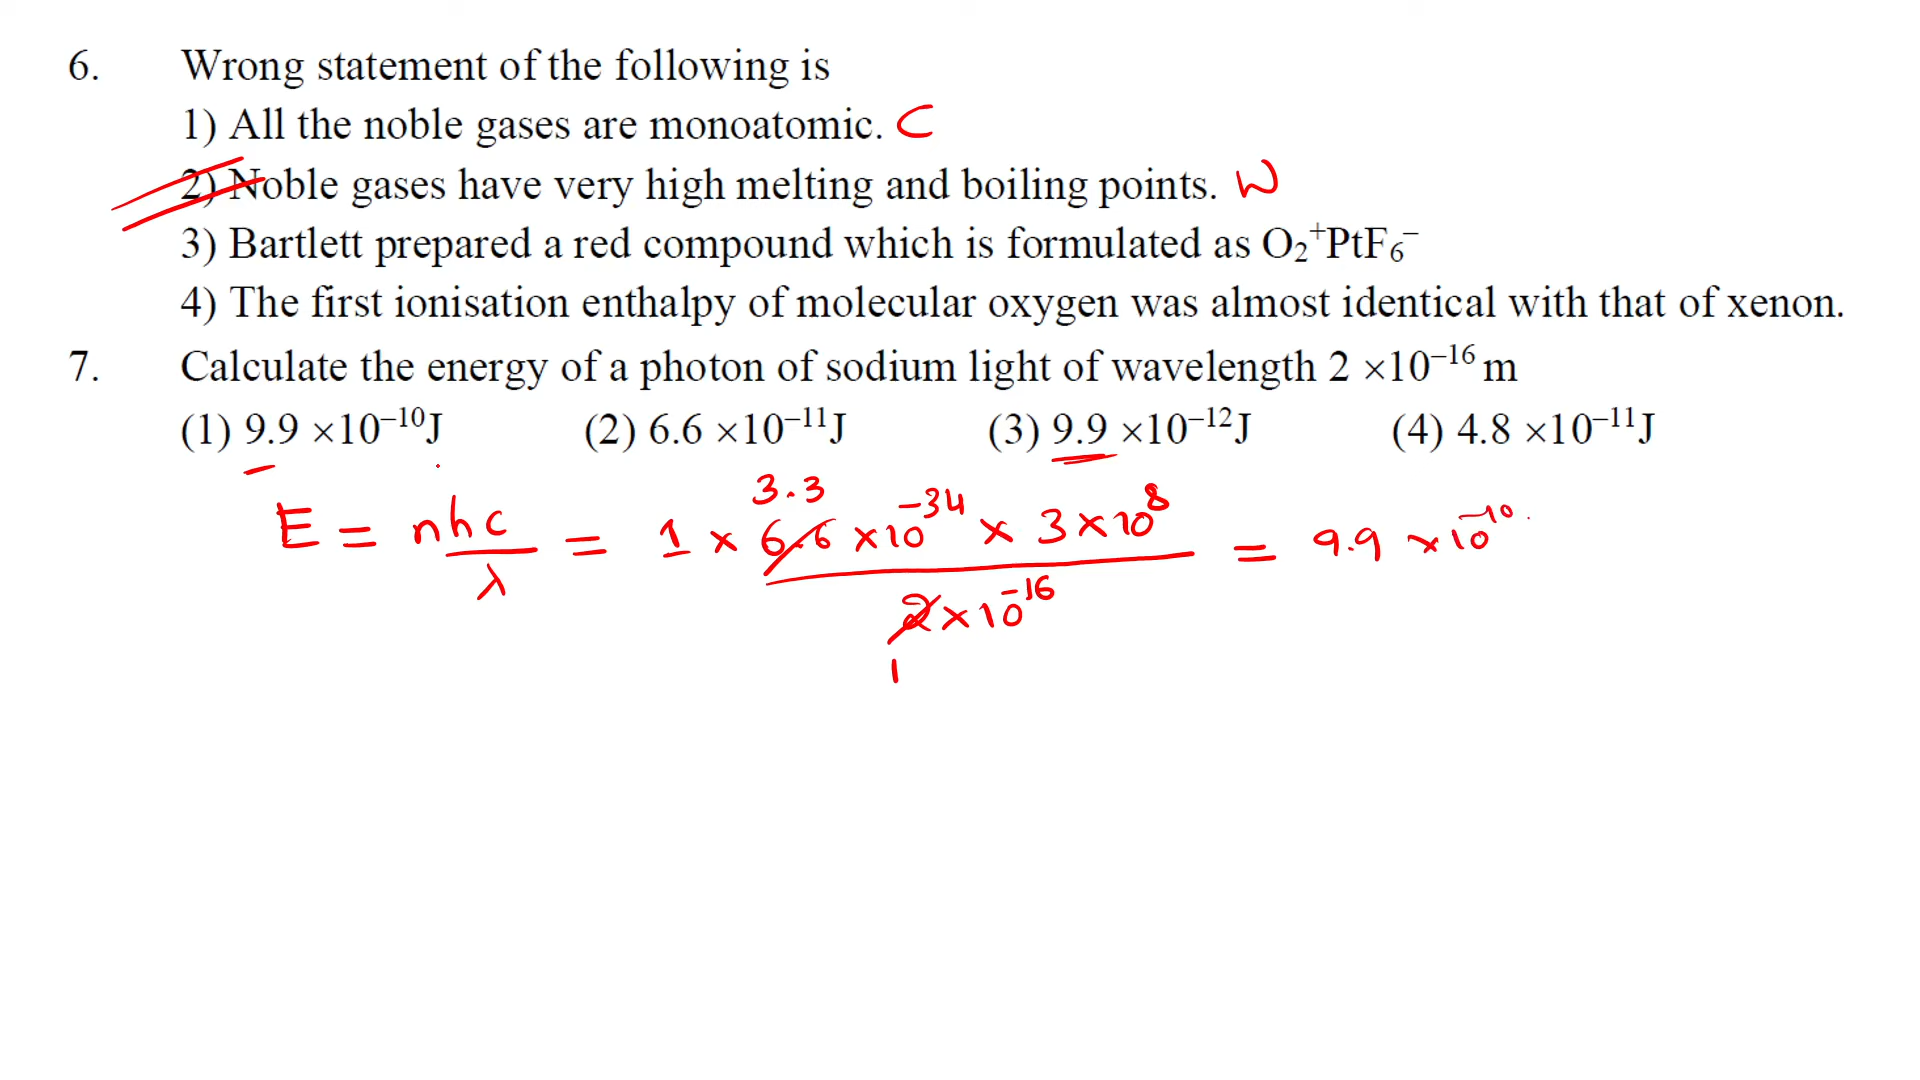 6. Wrong statement of the following is
1) All the noble gases are monoatomic. C
2) Noble gases have very high melting and boiling points. W
3) Bartlett prepared a red compound which is formulated as O₂⁺PtF₆⁻
4) The first ionisation enthalpy of molecular oxygen was almost identical with that of xenon.
7. Calculate the energy of a photon of sodium light of wavelength 2 ×10⁻¹⁶ m
(1) 9.9 ×10⁻¹⁰J (2) 6.6 ×10⁻¹¹J (3) 9.9 ×10⁻¹²J (4) 4.8 ×10⁻¹¹J
3.3
E = nhc = 1 × 6.6 ×10⁻³⁴ × 3×10⁸ = 9.9 ×10⁻¹⁰
λ 2×10⁻¹⁶
1